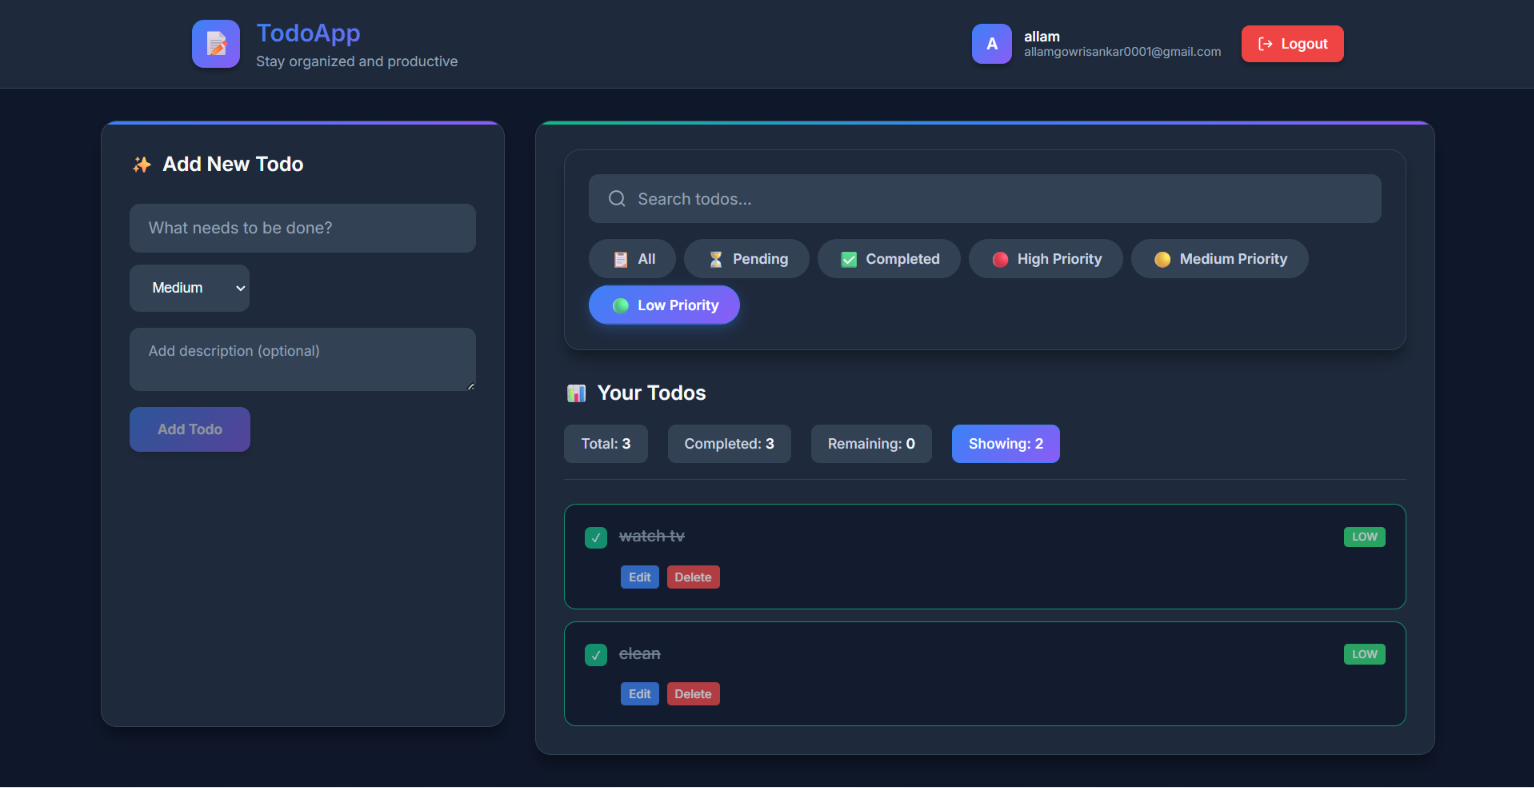 TodoApp
Stay organized and productive
A
allam
allamgowrisankar0001@gmail.com
Logout
Add New Todo
What needs to be done?
Medium
Add description (optional)
Add Todo
Search todos...
All
Pending
Completed
High Priority
Medium Priority
Low Priority
Your Todos
Total: 3
Completed: 3
Remaining: 0
Showing: 2
watch tv
LOW
Edit
Delete
clean
LOW
Edit
Delete